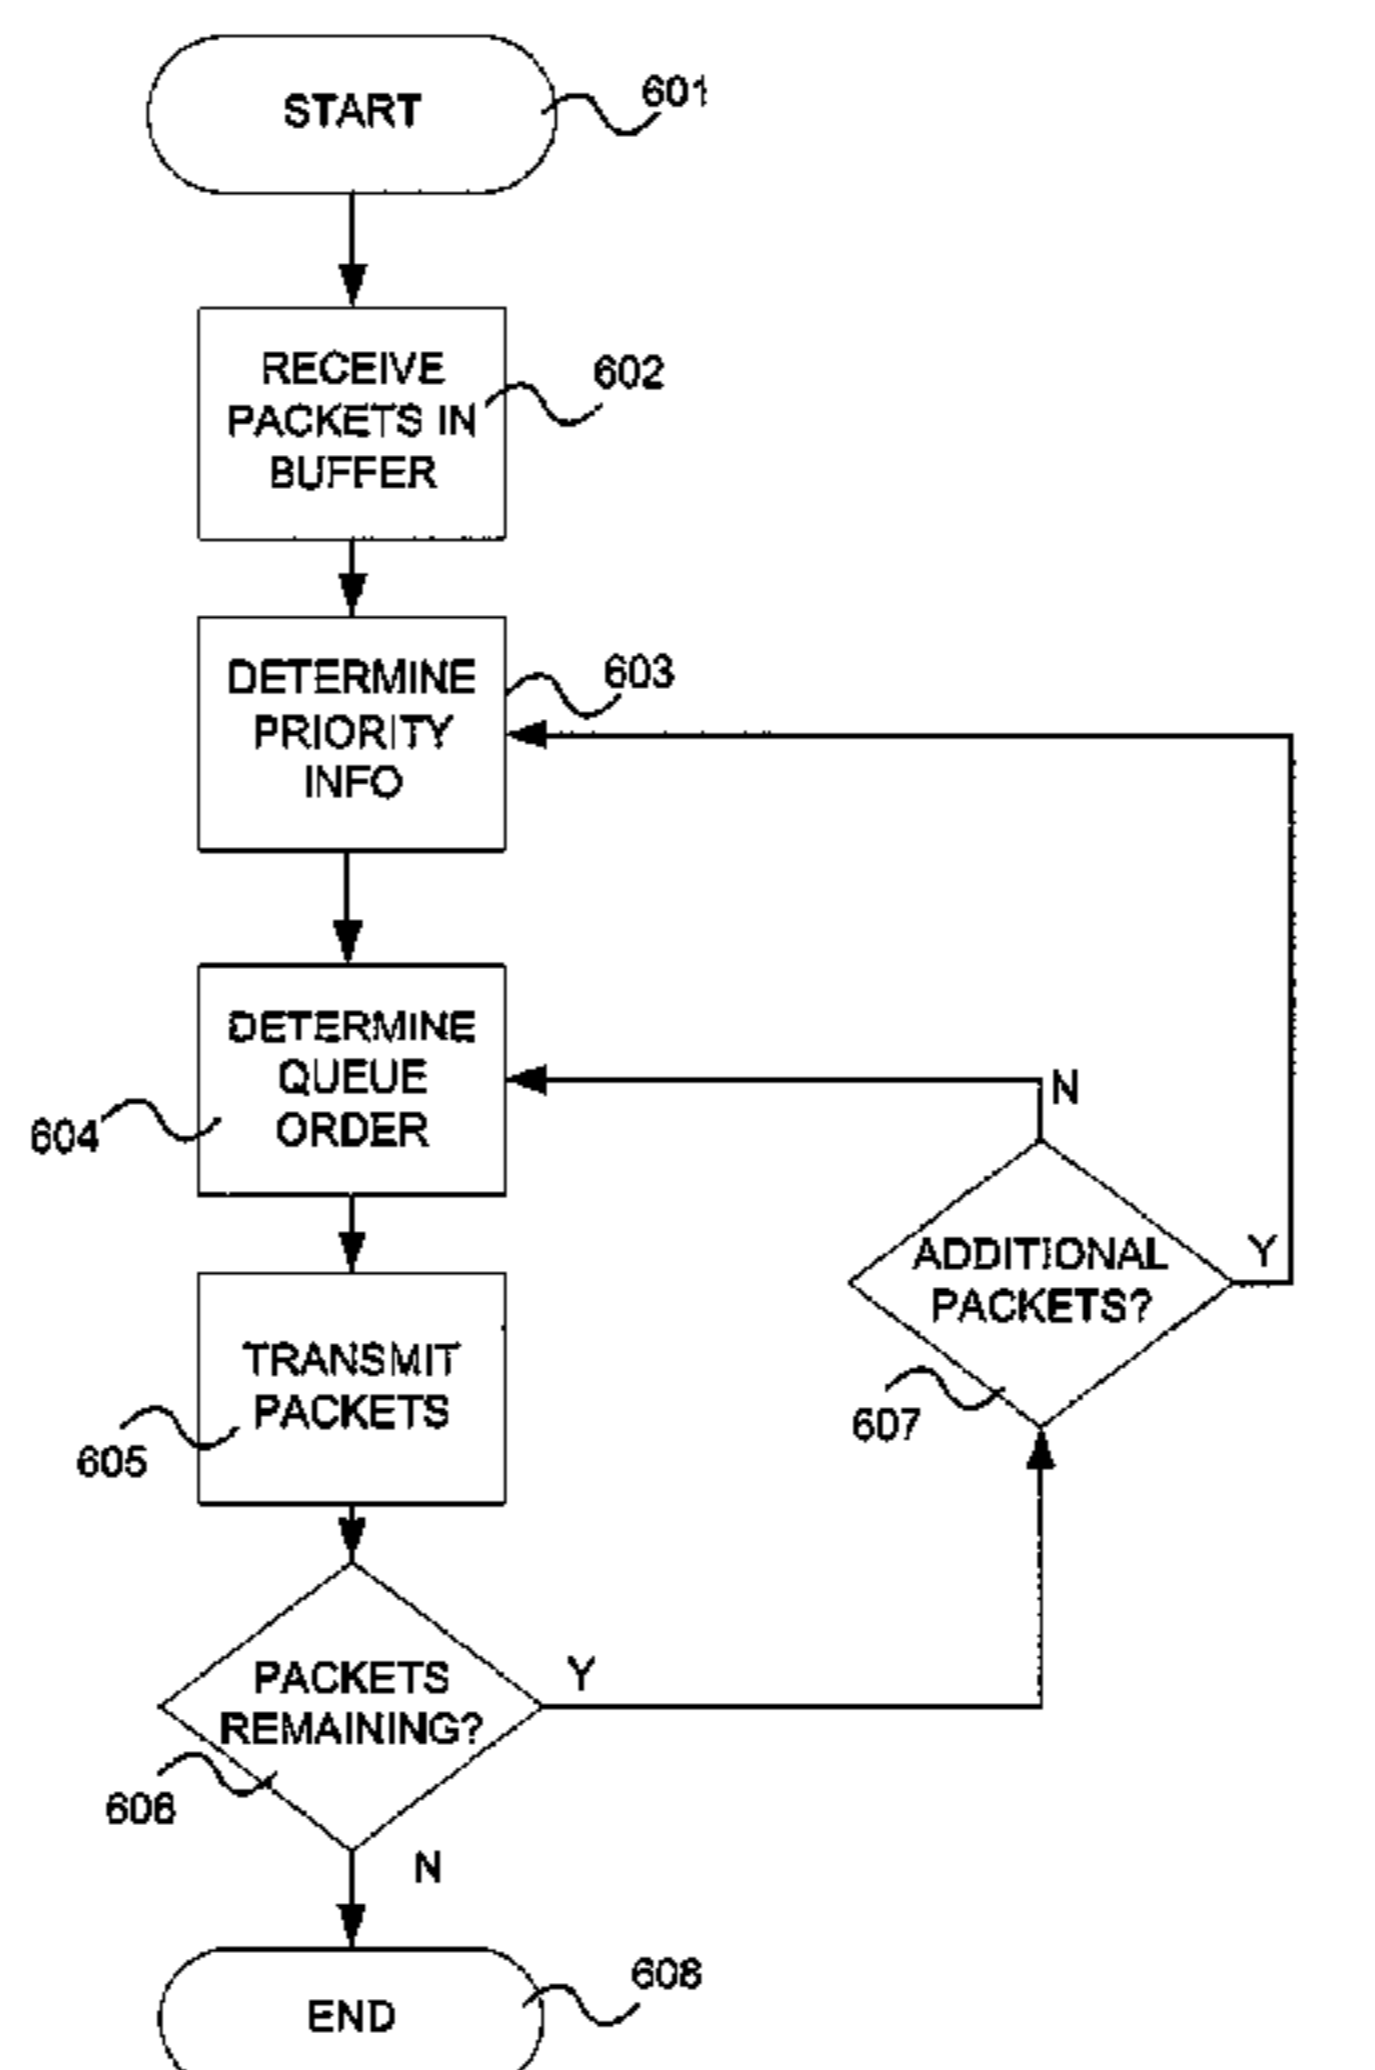 START
601
RECEIVE
PACKETS IN
BUFFER
602
DETERMINE
PRIORITY
INFO
603
DETERMINE
QUEUE
ORDER
604
N
ADDITIONAL
PACKETS?
Y
607
TRANSMIT
PACKETS
605
PACKETS
REMAINING?
Y
606
N
END
608